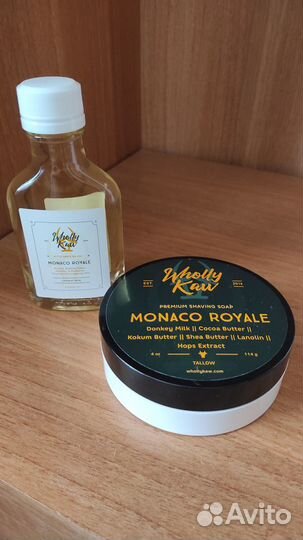 Wholly
Kaw
MONACO ROYALE
Wholly
Kaw
EST
2014
PREMIUM SHAVING SOAP
MONACO ROYALE
Donkey Milk || Cocoa Butter ||
Kokum Butter || Shea Butter || Lanolin ||
Hops Extract
4 oz
114 g
TALLOW
whollykaw.com
Avito